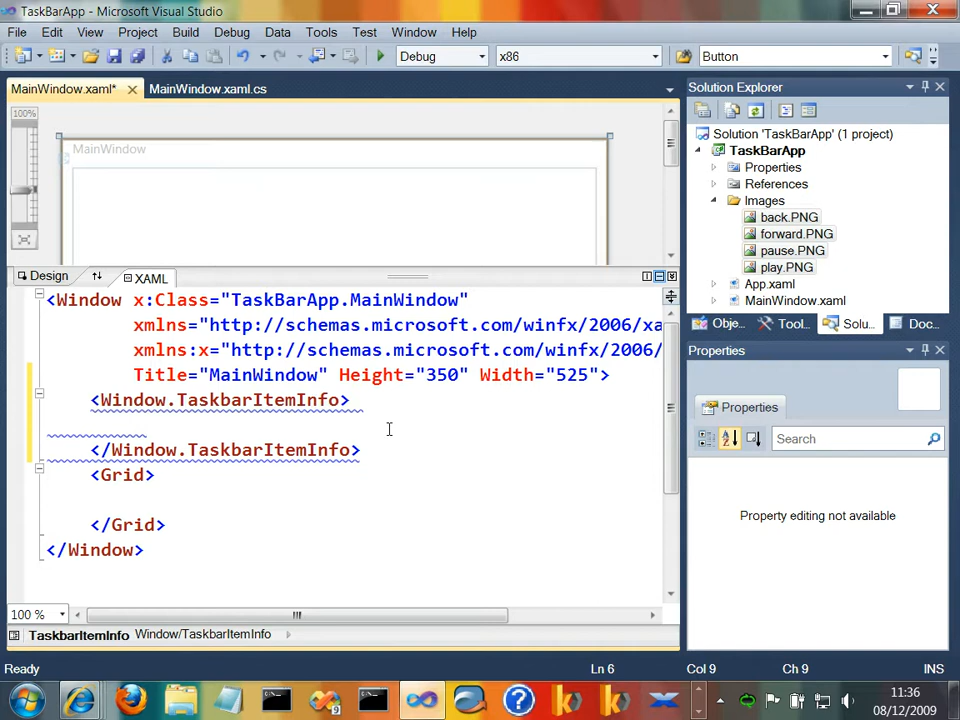 TaskBarApp - Microsoft Visual Studio
File Edit View Project Build Debug Data Tools Test Window Help
Debug x86 Button
MainWindow.xaml* MainWindow.xaml.cs
100%
MainWindow
Design XAML
<Window x:Class="TaskBarApp.MainWindow"
xmlns="http://schemas.microsoft.com/winfx/2006/xa
xmlns:x="http://schemas.microsoft.com/winfx/2006/
Title="MainWindow" Height="350" Width="525">
<Window.TaskbarItemInfo>
</Window.TaskbarItemInfo>
<Grid>
</Grid>
</Window>
100 %
TaskbarItemInfo Window/TaskbarItemInfo
Solution Explorer
Solution 'TaskBarApp' (1 project)
TaskBarApp
Properties
References
Images
back.PNG
forward.PNG
pause.PNG
play.PNG
App.xaml
MainWindow.xaml
Obje... Tool... Solu... Doc...
Properties
Properties Search
Property editing not available
Ready Ln 6 Col 9 Ch 9 INS
11:36
08/12/2009